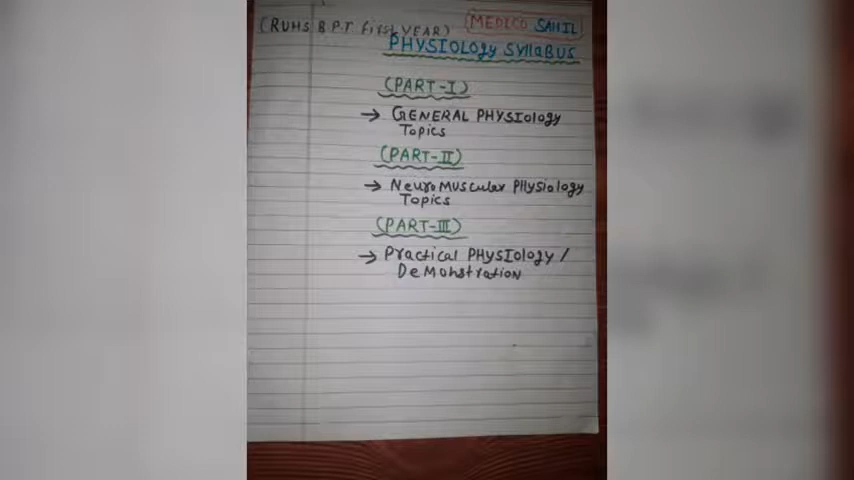 (RUHS B.P.T first YEAR)
MEDICO SAHIL
PHYSIOLOGY SYllaBUS
(PART-I)
→ GENERAL PHYSIOlogy
Topics
(PART-II)
→ NeuroMuscular PHysiology
Topics
(PART-III)
→ Practical PHYSIOlogy /
DeMonstration